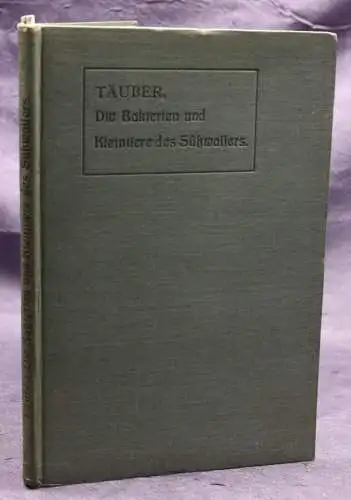 TÄUBER.
Die Bakterien und
Kleintiere des Süßwassers.